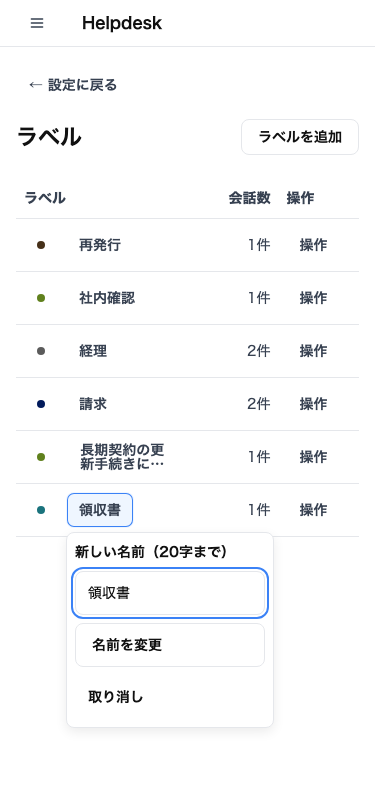 Helpdesk
← 設定に戻る
ラベル
ラベルを追加
ラベル 会話数 操作
再発行 1件 操作
社内確認 1件 操作
経理 2件 操作
請求 2件 操作
長期契約の更
新手続きに… 1件 操作
領収書 1件 操作
新しい名前（20字まで）
領収書
名前を変更
取り消し